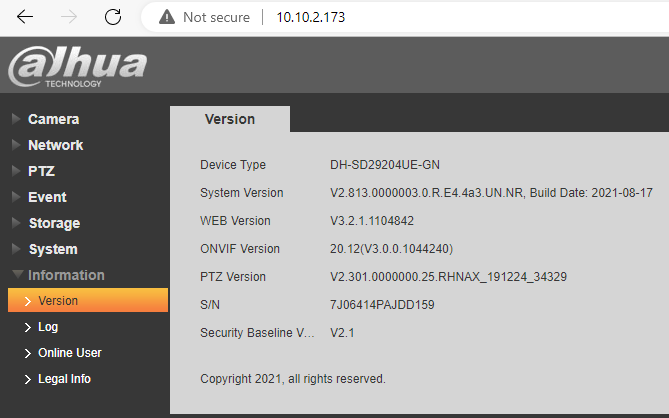 Not secure | 10.10.2.173
alhua
TECHNOLOGY
Camera
Network
PTZ
Event
Storage
System
Information
Version
Log
Online User
Legal Info
Version
Device Type DH-SD29204UE-GN
System Version V2.813.0000003.0.R.E4.4a3.UN.NR, Build Date: 2021-08-17
WEB Version V3.2.1.1104842
ONVIF Version 20.12(V3.0.0.1044240)
PTZ Version V2.301.0000000.25.RHNAX_191224_34329
S/N 7J06414PAJDD159
Security Baseline V... V2.1
Copyright 2021, all rights reserved.